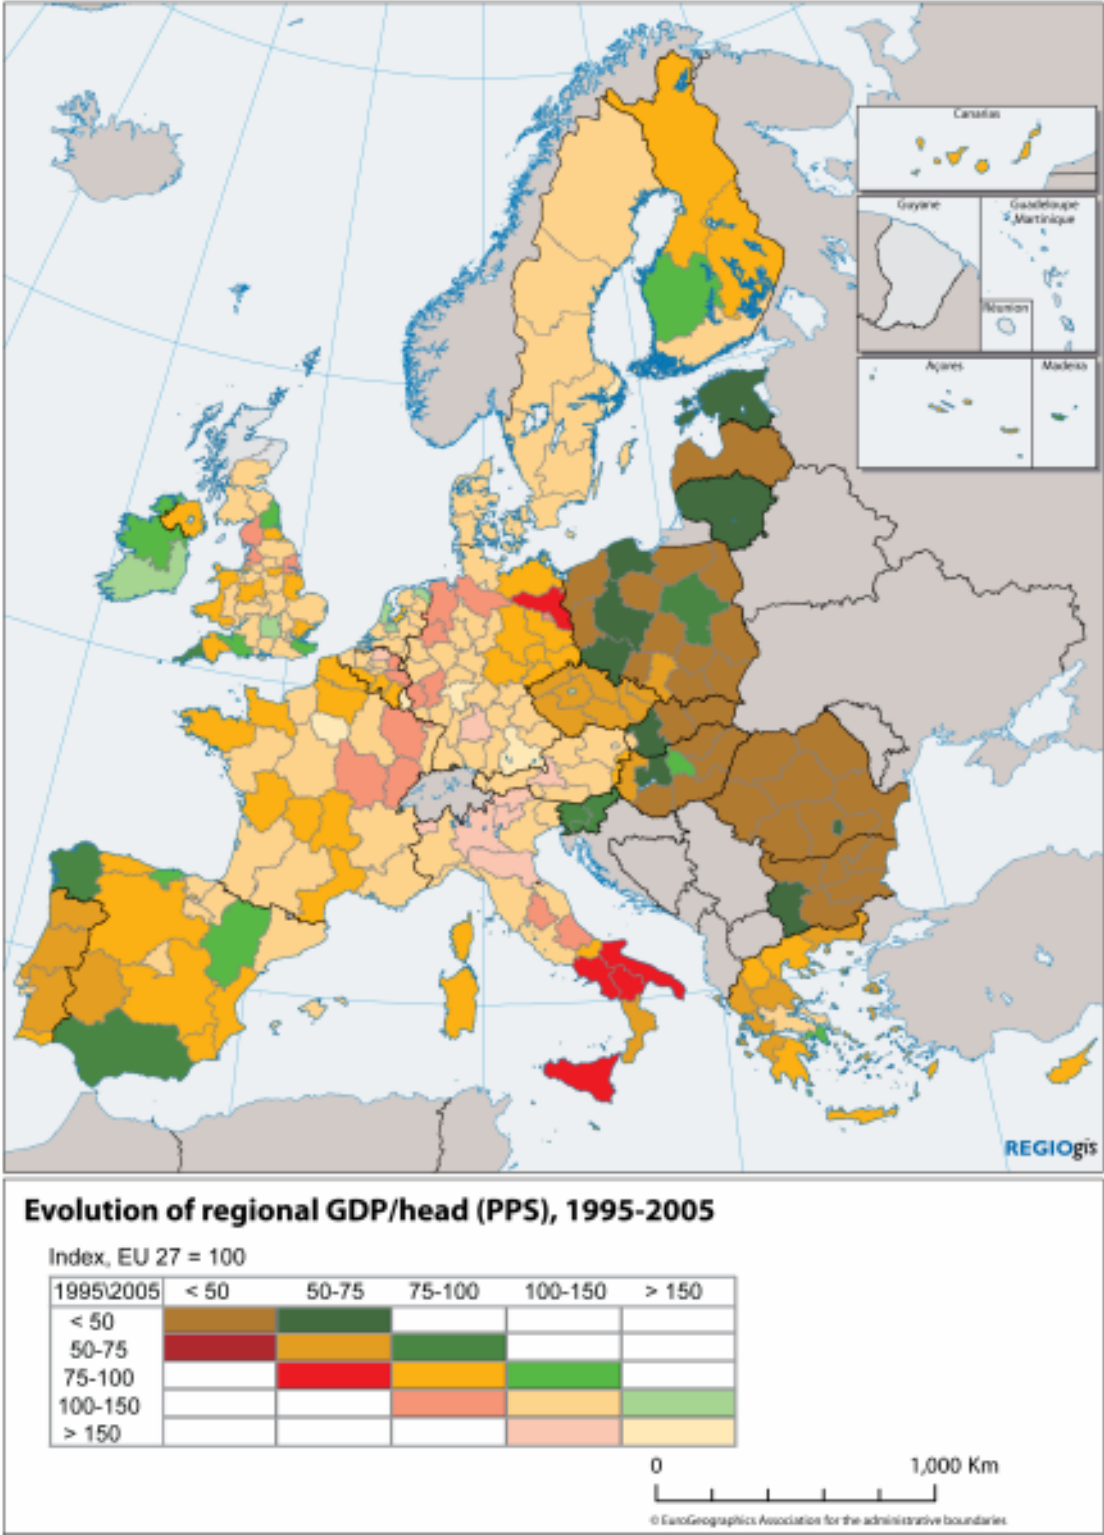 Canarias
Guyane
Guadeloupe
Martinique
Réunion
Açores
Madeira
REGIOgis
Evolution of regional GDP/head (PPS), 1995-2005
Index, EU 27 = 100
1995\2005 < 50 50-75 75-100 100-150 > 150
< 50
50-75
75-100
100-150
> 150
0 1,000 Km
© EuroGeographics Association for the administrative boundaries